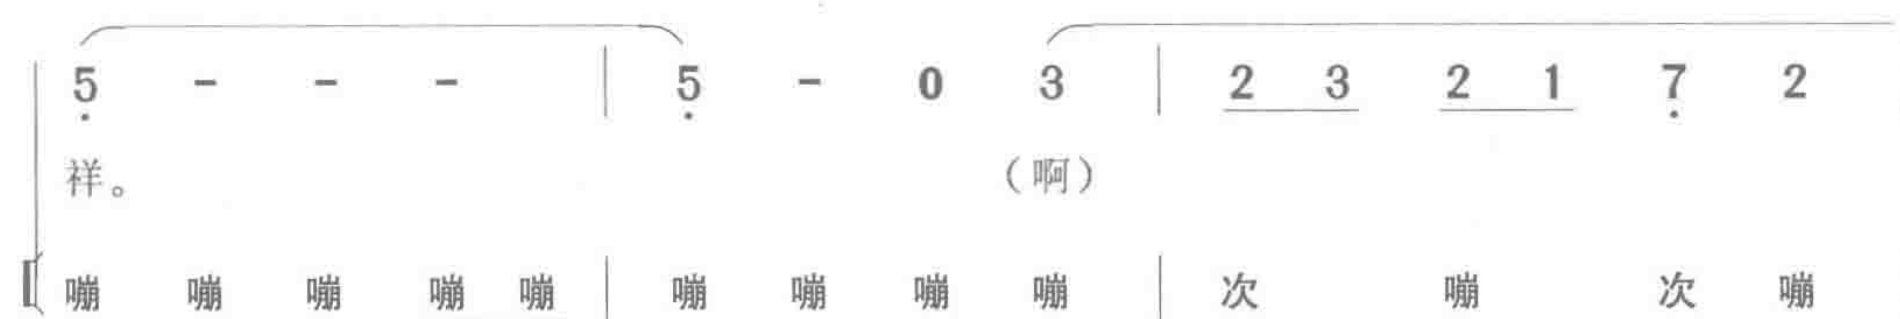 5 - - - | 5 - 0 3 | 2 3 2 1 7 2
祥。 （啊）
嘣 嘣 嘣 嘣 嘣 | 嘣 嘣 嘣 嘣 | 次 嘣 次 嘣